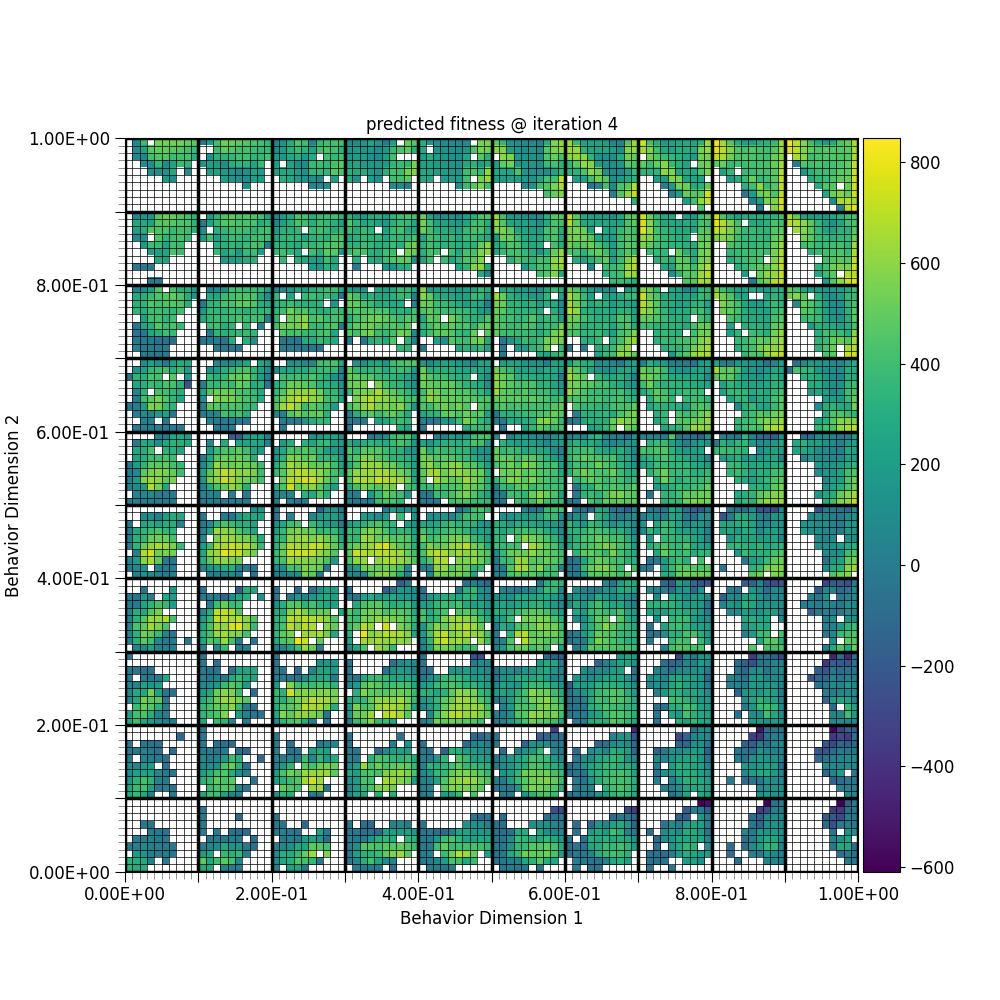 predicted fitness @ iteration 4
1.00E+00
8.00E-01
6.00E-01
4.00E-01
2.00E-01
0.00E+00
Behavior Dimension 2
0.00E+00 2.00E-01 4.00E-01 6.00E-01 8.00E-01 1.00E+00
Behavior Dimension 1
800
600
400
200
0
−200
−400
−600